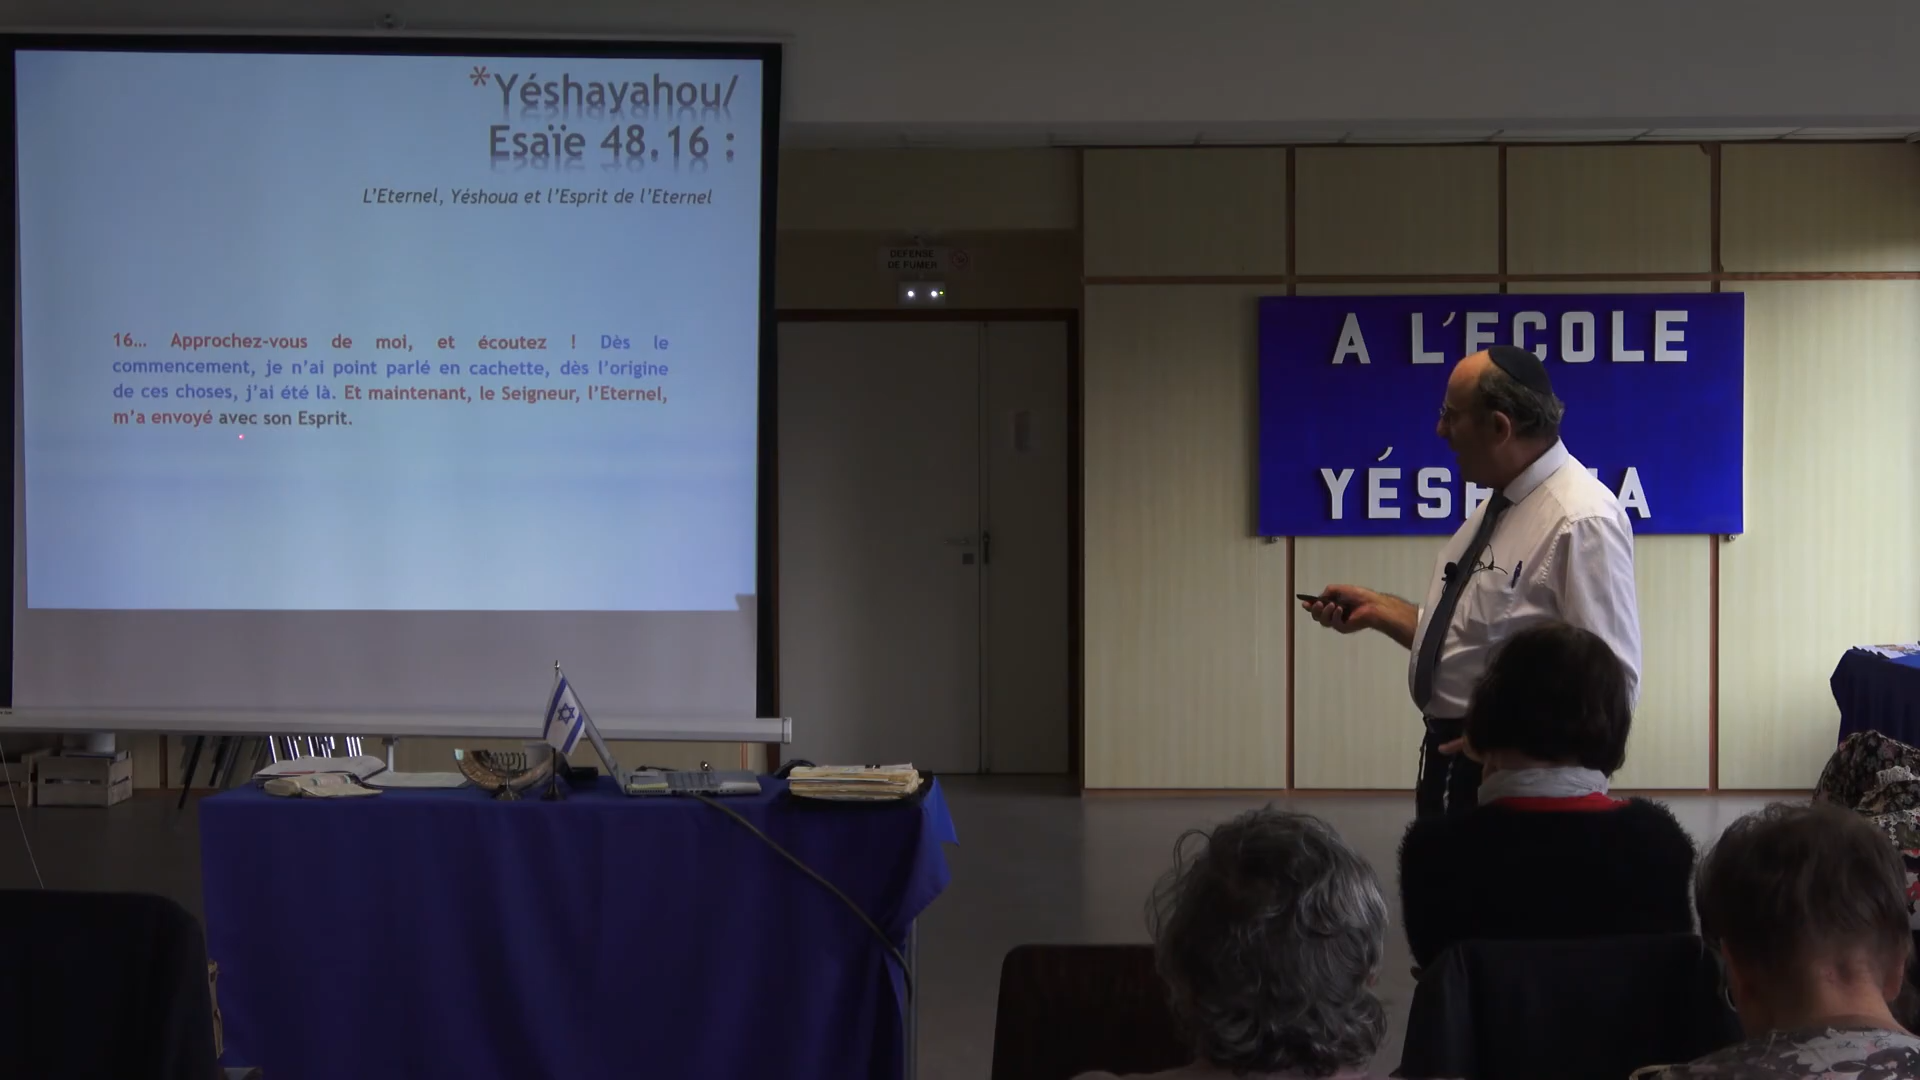 *Yéshayahou/
Esaïe 48.16 :
L'Eternel, Yéshoua et l'Esprit de l'Eternel
16... Approchez-vous de moi, et écoutez ! Dès le
commencement, je n'ai point parlé en cachette, dès l'origine
de ces choses, j'ai été là. Et maintenant, le Seigneur, l'Eternel,
m'a envoyé avec son Esprit.
DEFENSE
DE FUMER
A L'ECOLE